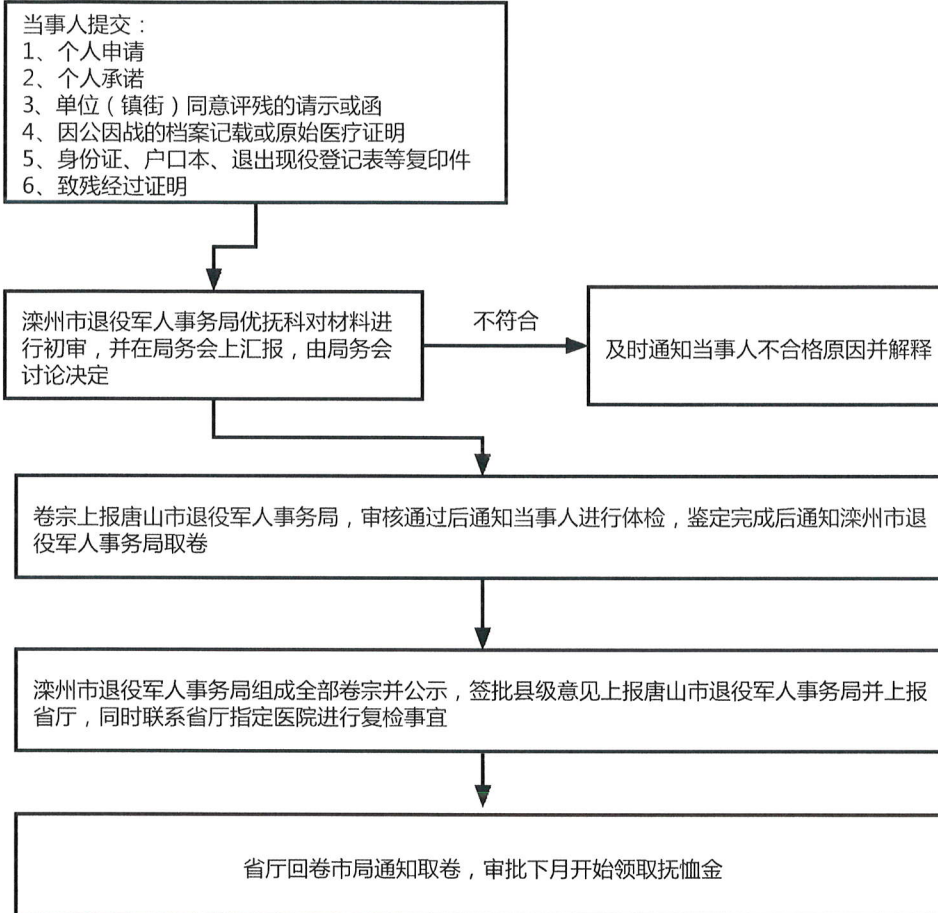 当事人提交：
1、个人申请
2、个人承诺
3、单位（镇街）同意评残的请示或函
4、因公因战的档案记载或原始医疗证明
5、身份证、户口本、退出现役登记表等复印件
6、致残经过证明
滦州市退役军人事务局优抚科对材料进
行初审，并在局务会上汇报，由局务会
讨论决定
不符合
及时通知当事人不合格原因并解释
卷宗上报唐山市退役军人事务局，审核通过后通知当事人进行体检，鉴定完成后通知滦州市退
役军人事务局取卷
滦州市退役军人事务局组成全部卷宗并公示，签批县级意见上报唐山市退役军人事务局并上报
省厅，同时联系省厅指定医院进行复检事宜
省厅回卷市局通知取卷，审批下月开始领取抚恤金